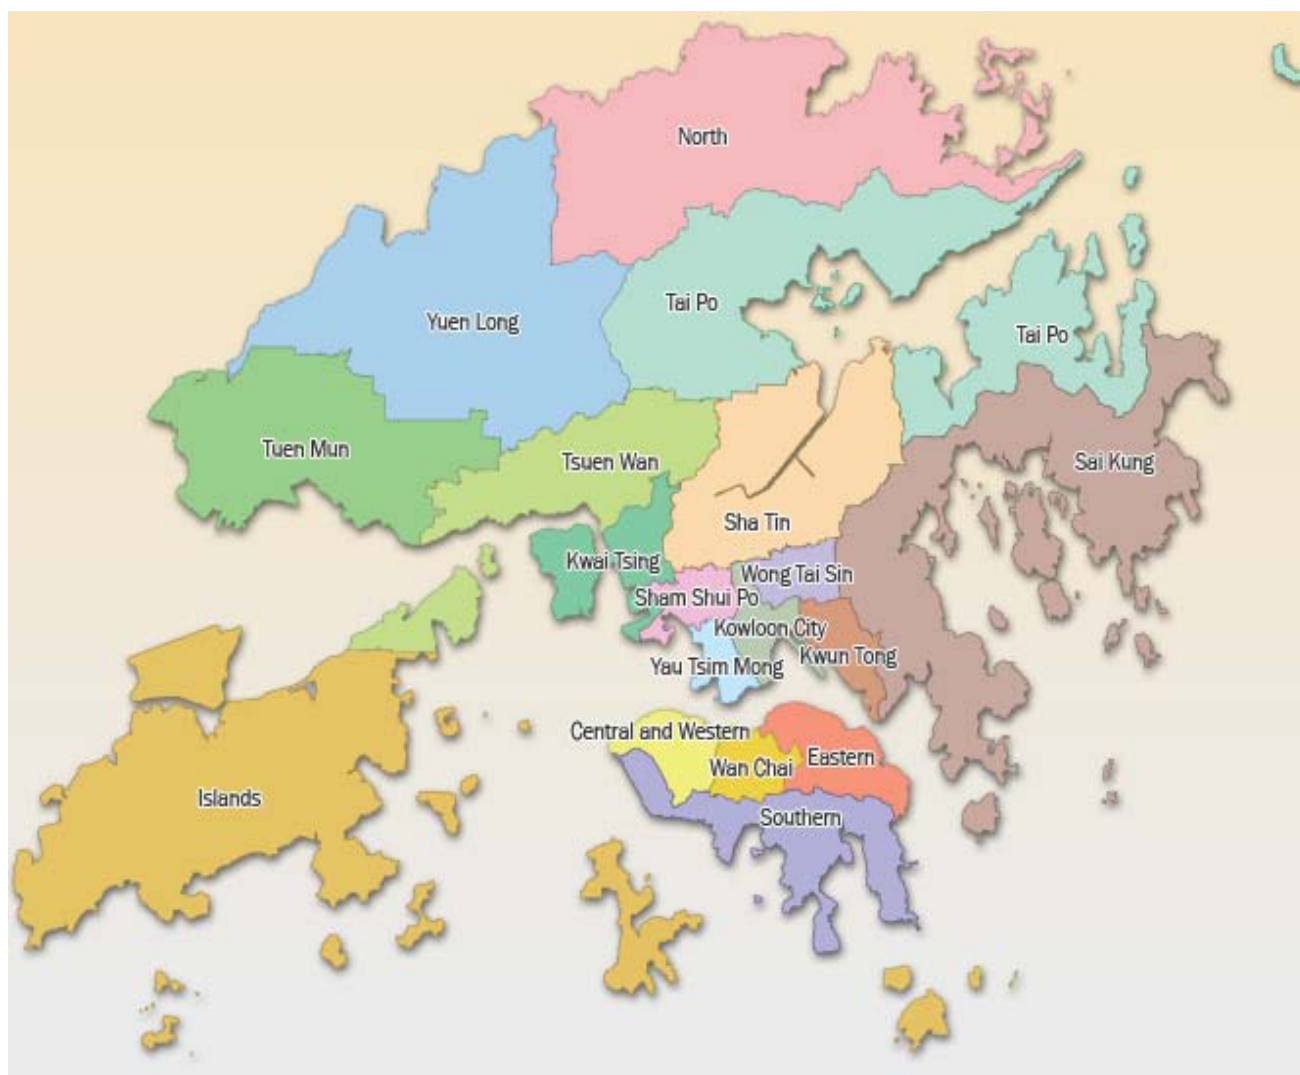 North
Tai Po
Yuen Long
Tai Po
Tuen Mun
Tsuen Wan
Sai Kung
Sha Tin
Kwai Tsing
Wong Tai Sin
Sham Shui Po
Kowloon City
Kwun Tong
Yau Tsim Mong
Central and Western
Eastern
Wan Chai
Islands
Southern